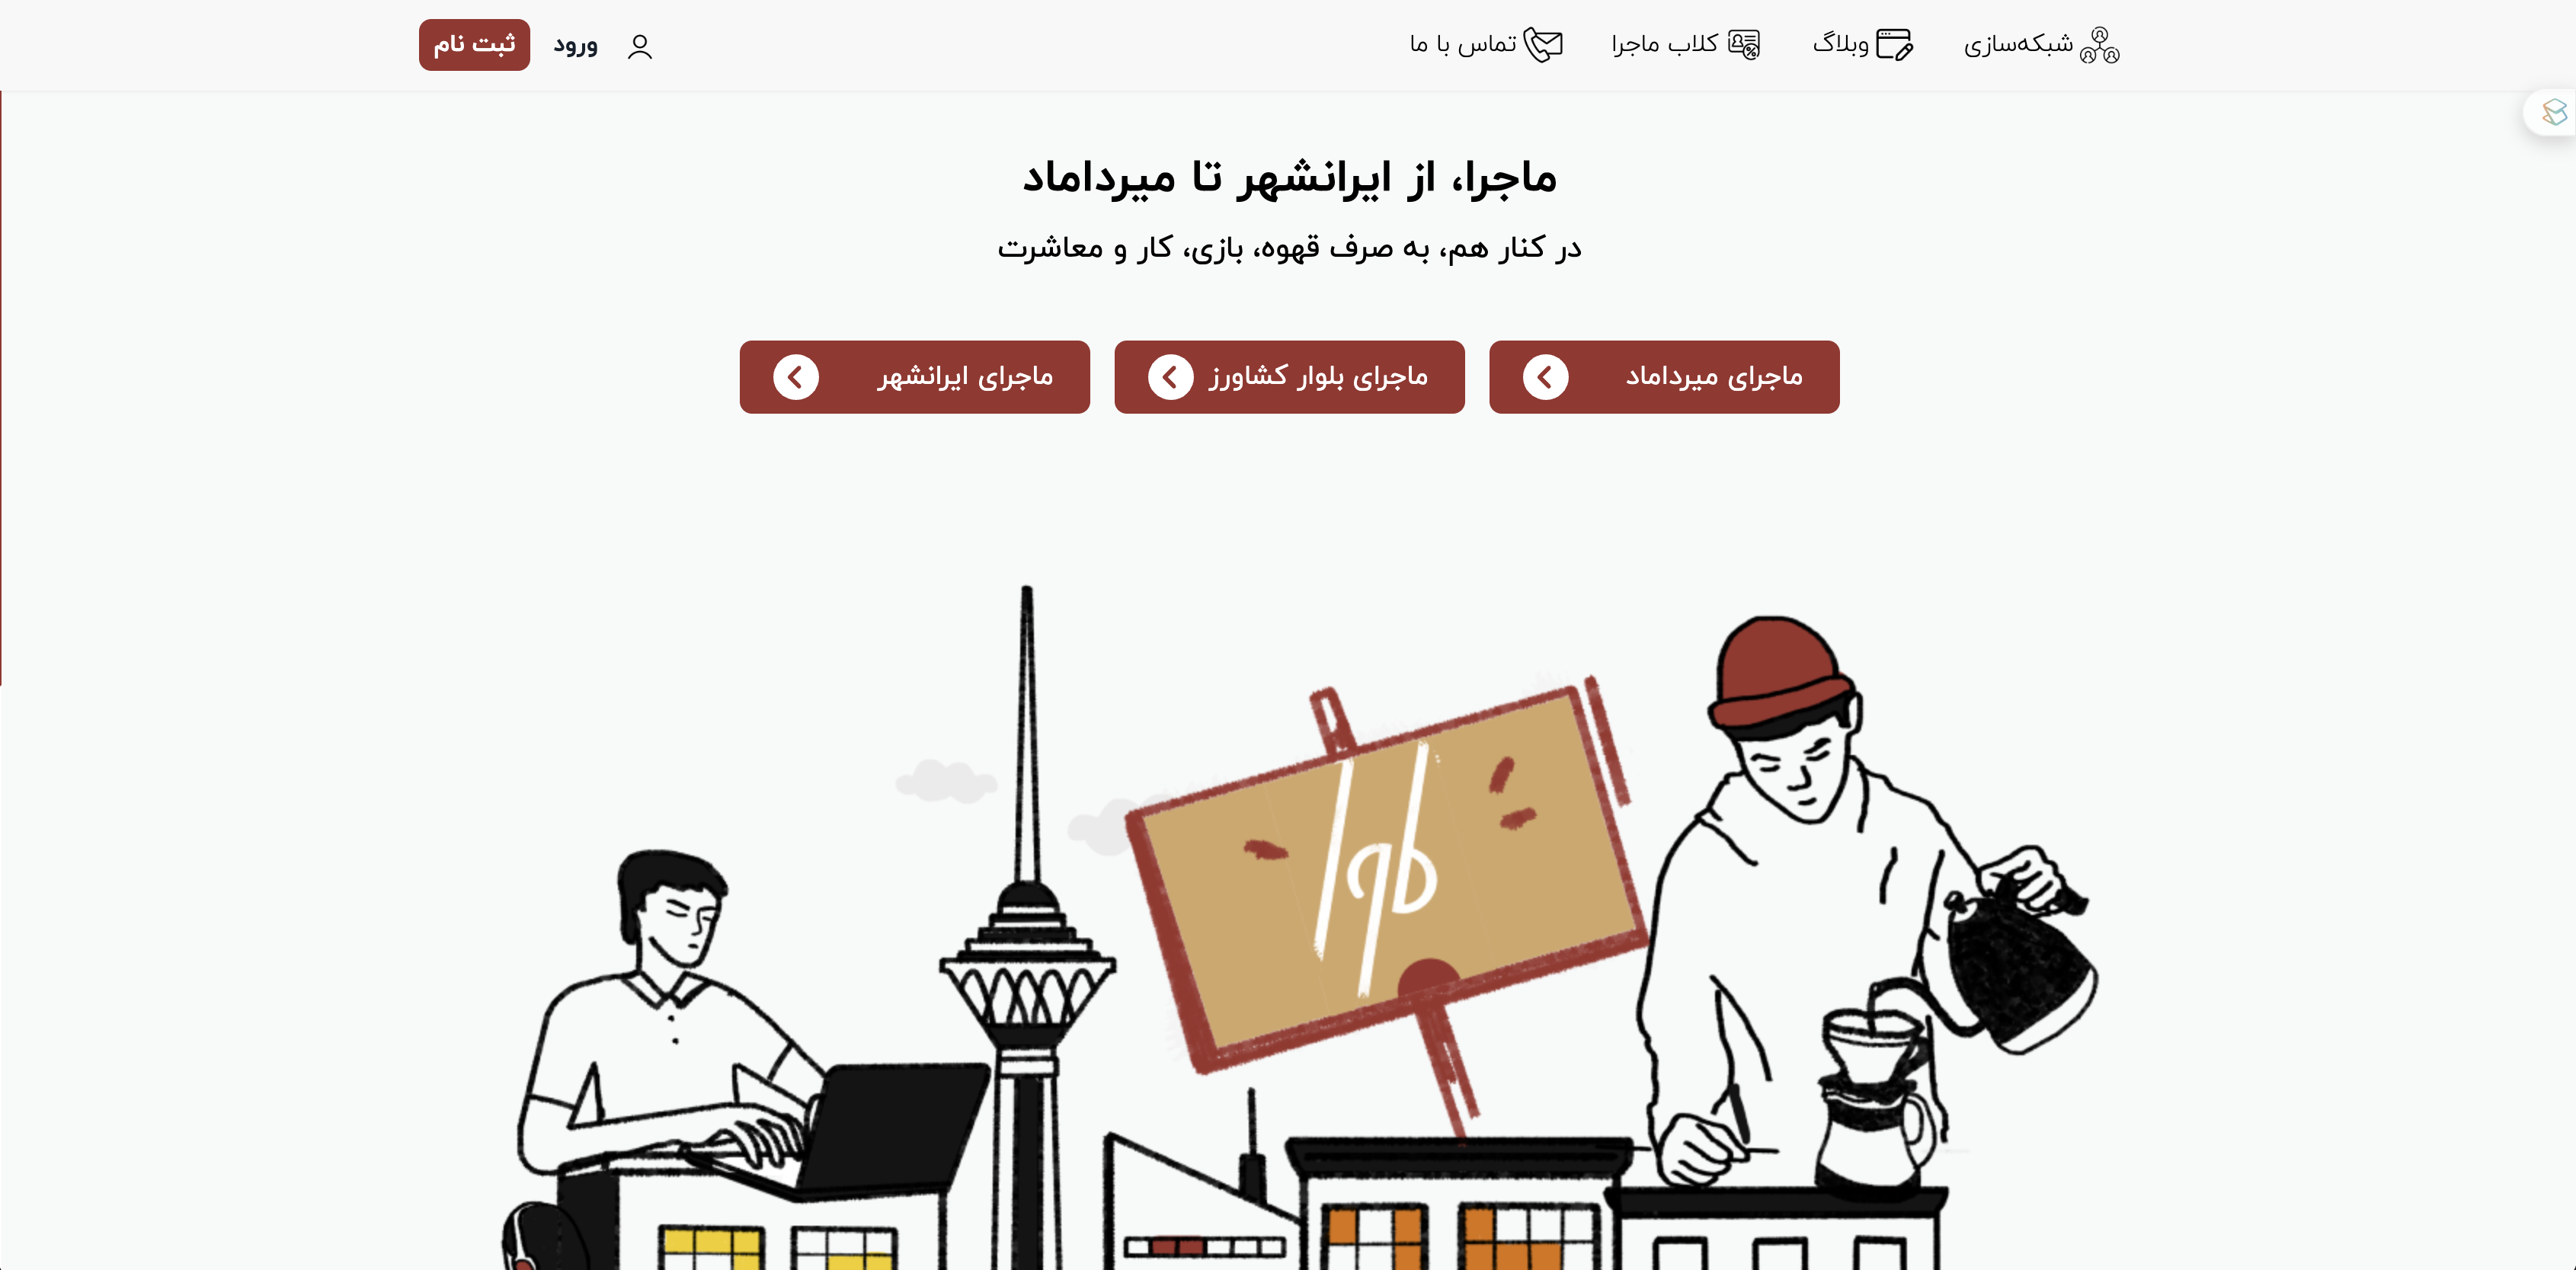 شبکه‌سازی
وبلاگ
کلاب ماجرا
تماس با ما
ورود
ثبت نام
ماجرا، از ایرانشهر تا میرداماد
در کنار هم، به صرف قهوه، بازی، کار و معاشرت
ماجرای میرداماد
ماجرای بلوار کشاورز
ماجرای ایرانشهر